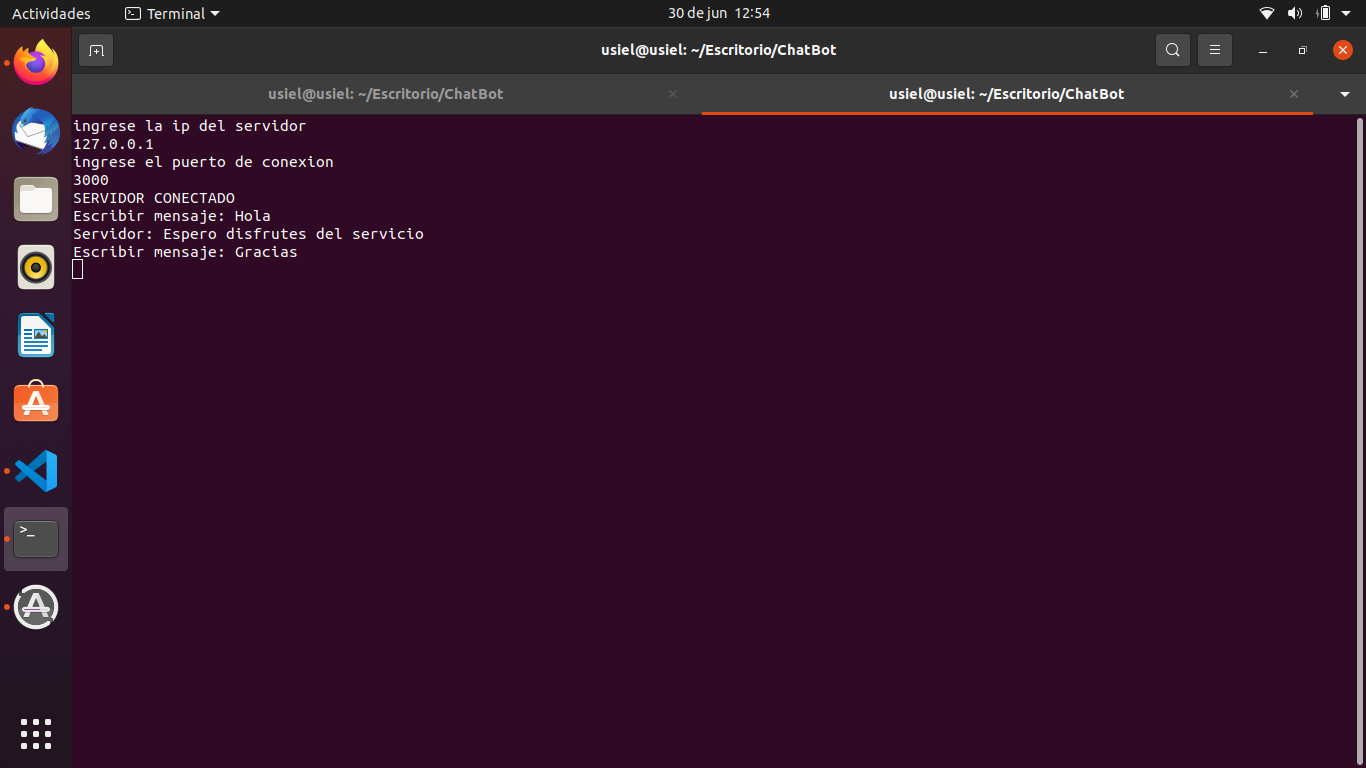 Actividades
Terminal
30 de jun 12:54
usiel@usiel: ~/Escritorio/ChatBot
usiel@usiel: ~/Escritorio/ChatBot
usiel@usiel: ~/Escritorio/ChatBot
ingrese la ip del servidor
127.0.0.1
ingrese el puerto de conexion
3000
SERVIDOR CONECTADO
Escribir mensaje: Hola
Servidor: Espero disfrutes del servicio
Escribir mensaje: Gracias